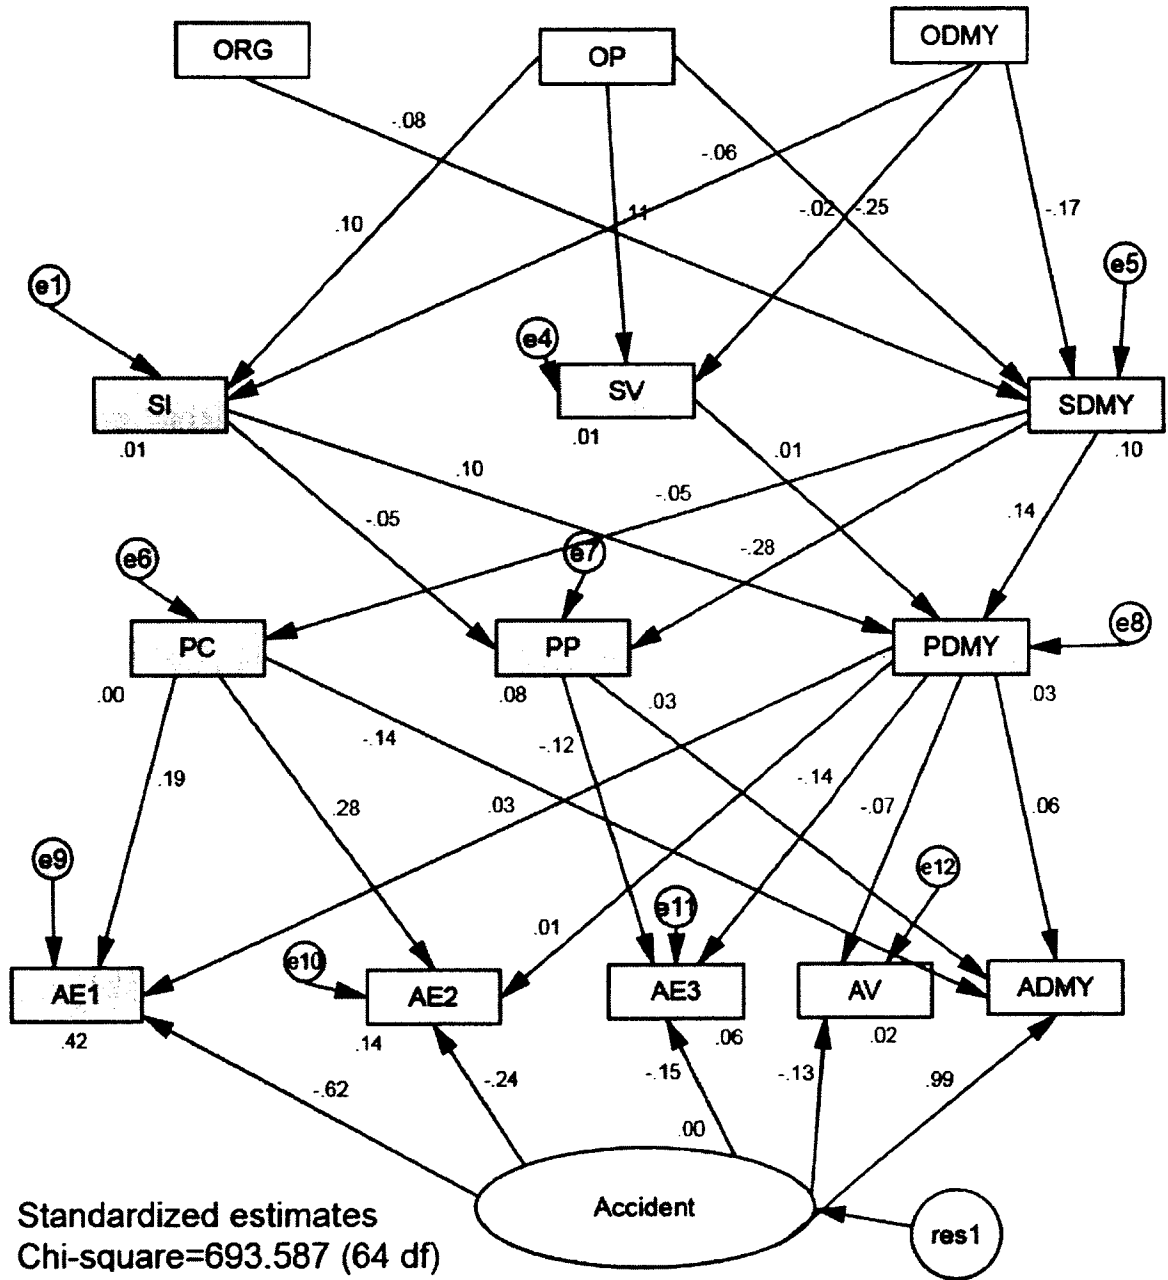 ORG
OP
ODMY
-.08
-.06
.10
.11
-.02
-.25
-.17
e1
e4
e5
SI
SV
SDMY
.01
.01
.10
.10
.01
-.05
-.05
.14
-.28
e6
e7
e8
PC
PP
PDMY
.00
.08
.03
.03
-.14
-.12
.19
.28
.03
-.14
-.07
.06
e9
e12
e11
.01
e10
AE1
AE2
AE3
AV
ADMY
.42
.14
.06
.02
-.62
-.24
-.15
-.13
.99
.00
Accident
res1
Standardized estimates
Chi-square=693.587 (64 df)